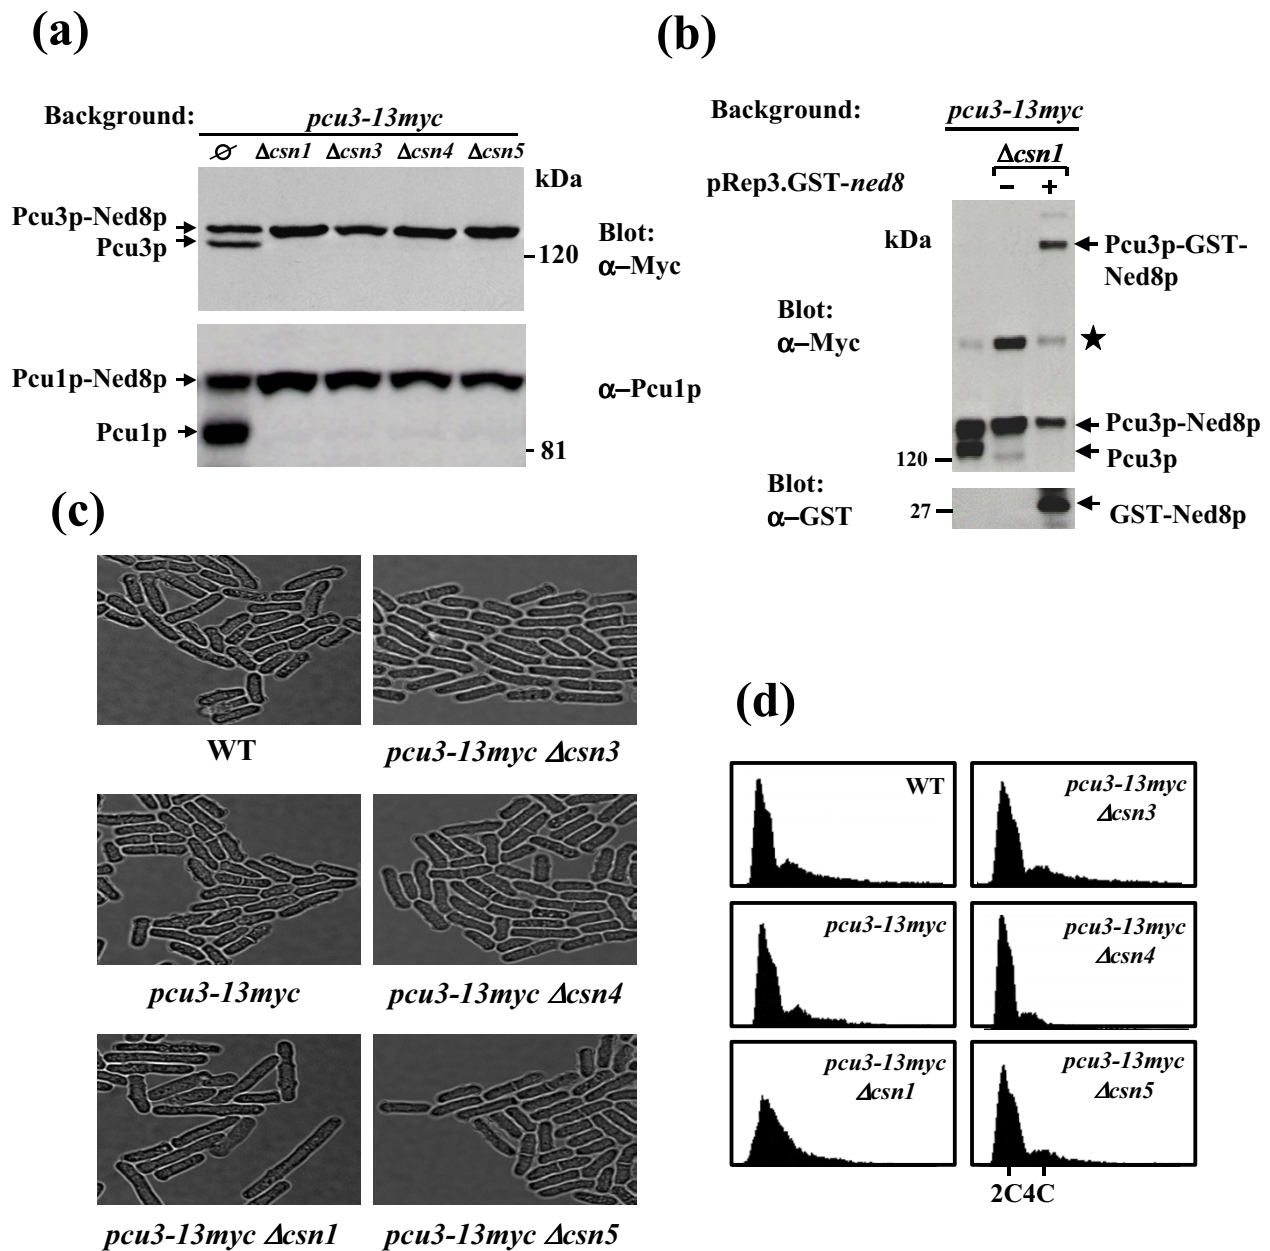 (a)
Background:
pcu3-13myc
∅ Δcsn1 Δcsn3 Δcsn4 Δcsn5
kDa
Pcu3p-Ned8p
Pcu3p
120
Blot:
α–Myc
Pcu1p-Ned8p
Pcu1p
α–Pcu1p
81
(b)
Background:
pcu3-13myc
Δcsn1
pRep3.GST-ned8 – +
kDa
Pcu3p-GST-
Ned8p
Blot:
α–Myc
★
Pcu3p-Ned8p
Pcu3p
120
Blot:
α–GST
27
GST-Ned8p
(c)
WT
pcu3-13myc Δcsn3
pcu3-13myc
pcu3-13myc Δcsn4
pcu3-13myc Δcsn1
pcu3-13myc Δcsn5
(d)
WT
pcu3-13myc
Δcsn3
pcu3-13myc
pcu3-13myc
Δcsn4
pcu3-13myc
Δcsn1
pcu3-13myc
Δcsn5
2C4C